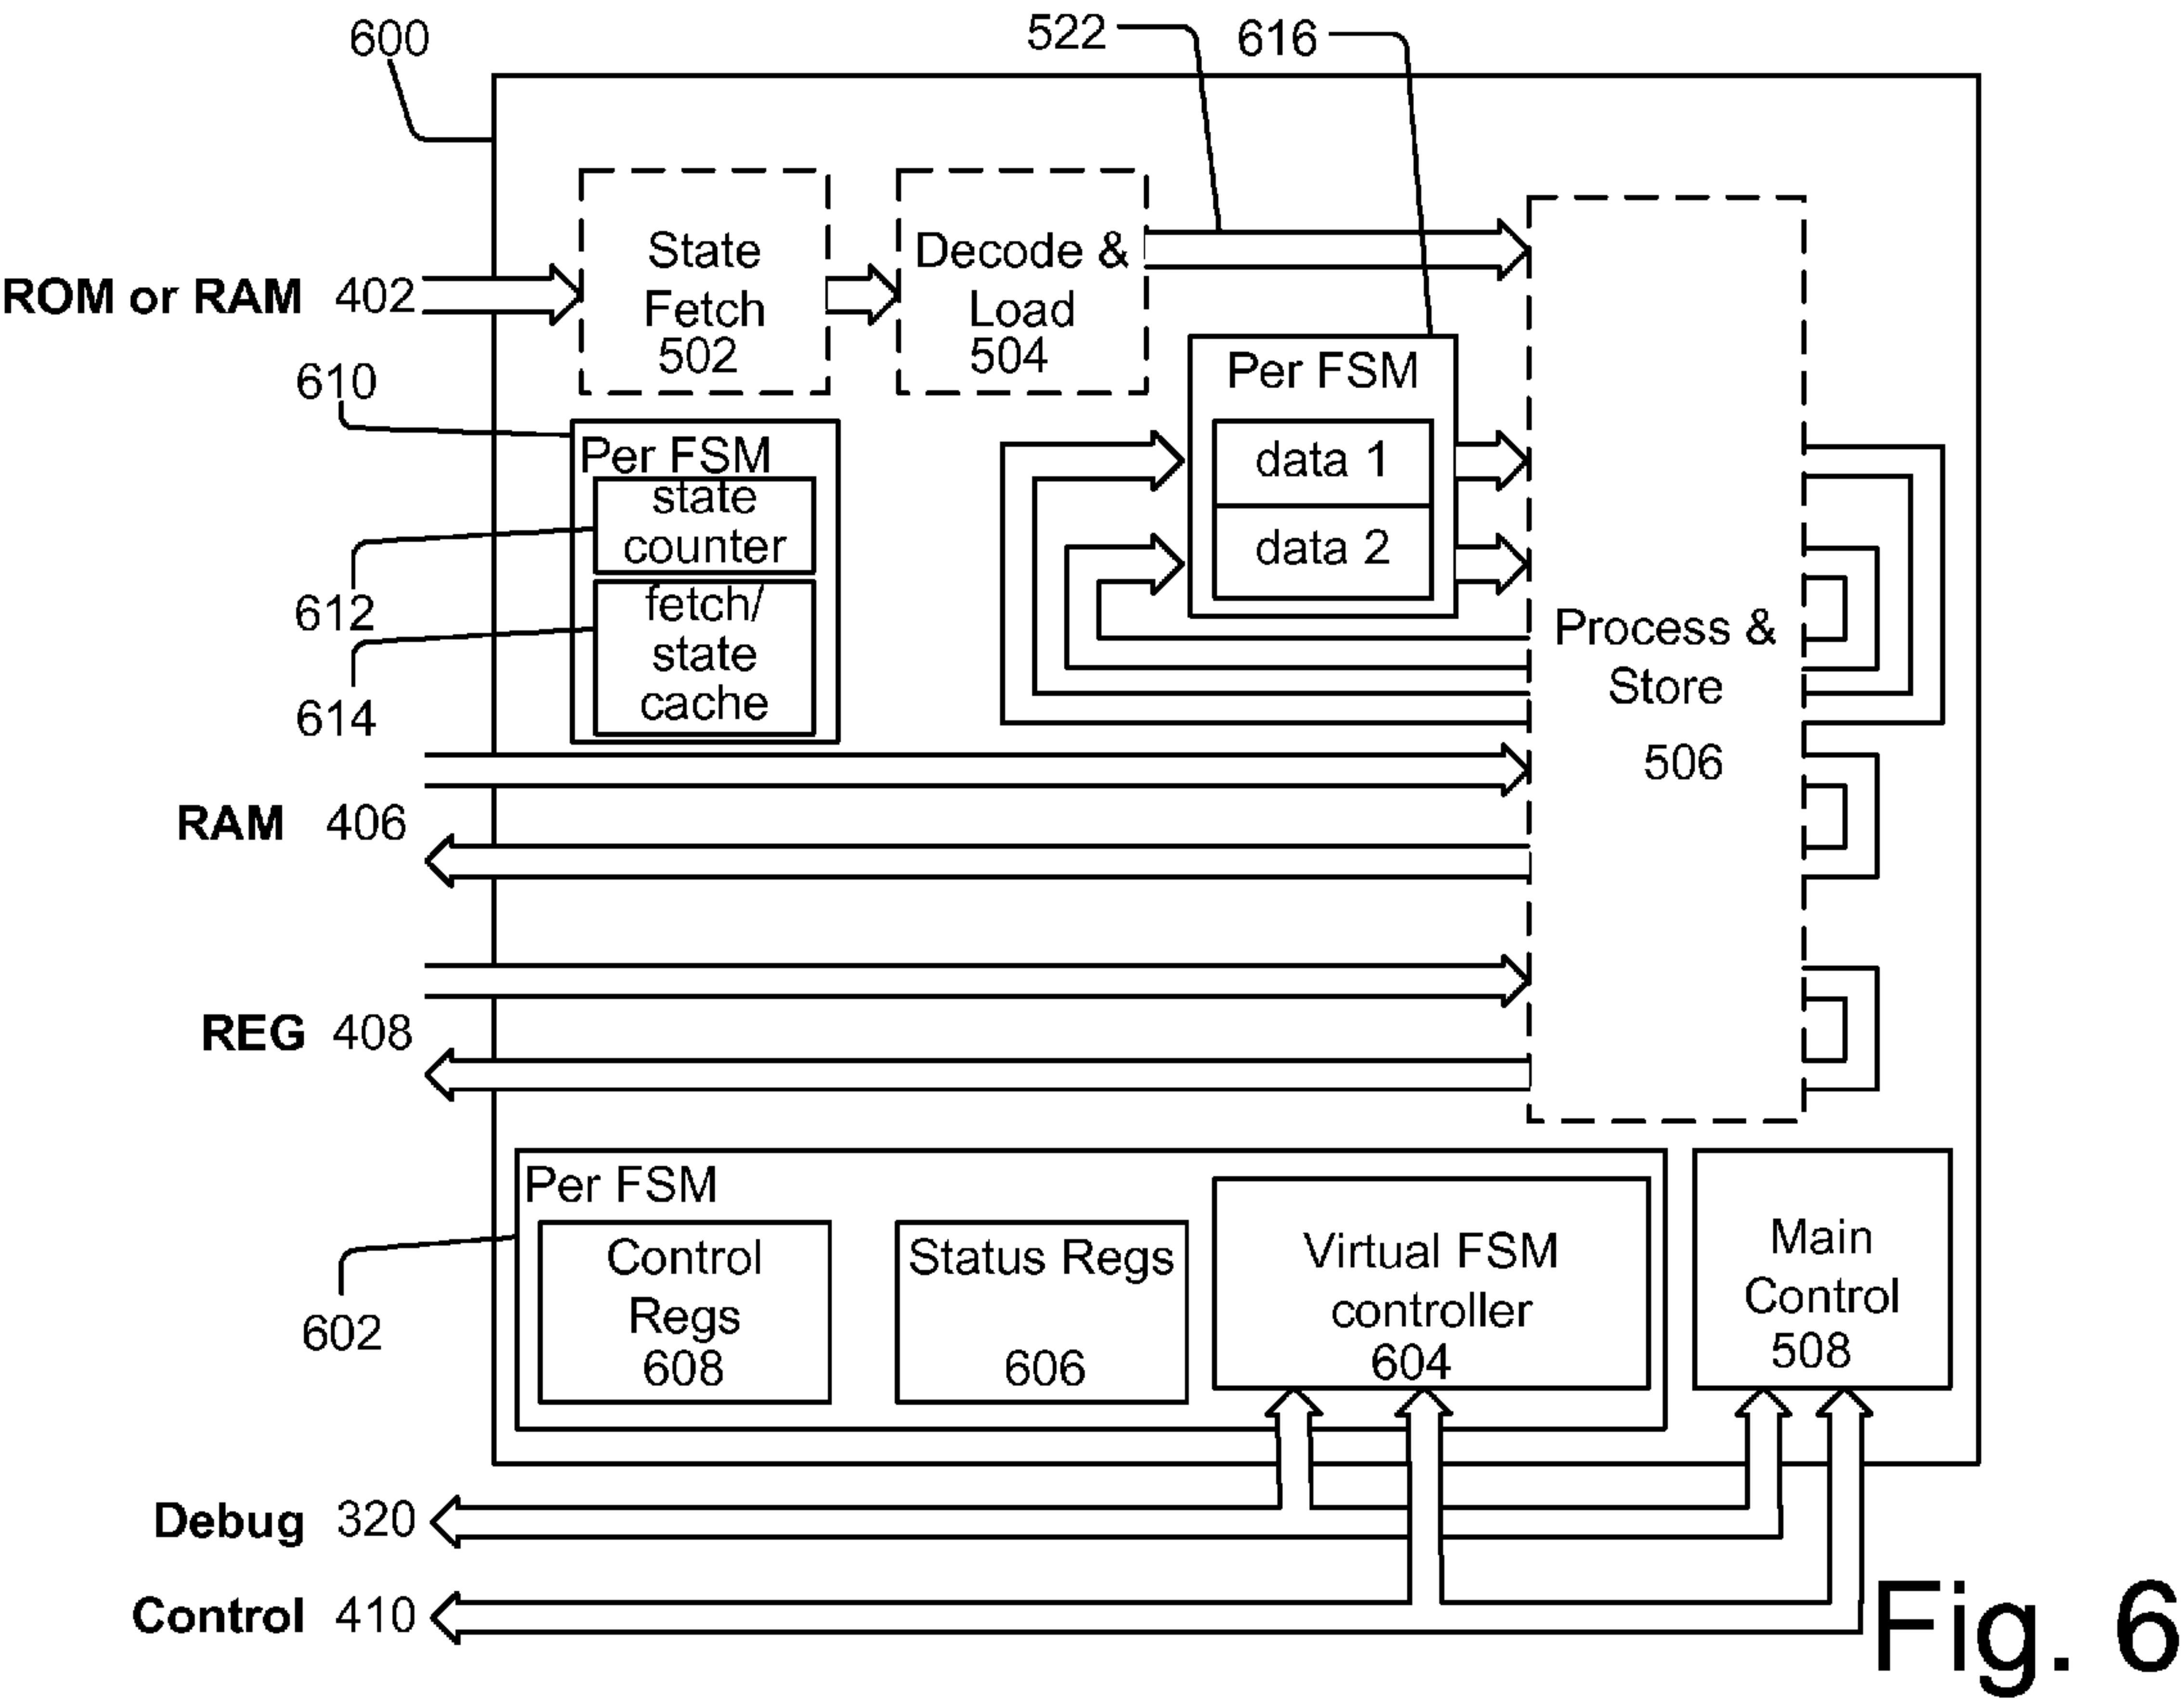 600
522
616
State
Fetch
502
Decode &
Load
504
ROM or RAM 402
610
Per FSM
data 1
data 2
Per FSM
state
counter
fetch/
state
cache
612
614
Process &
Store
506
RAM 406
REG 408
Per FSM
Control
Regs
608
Status Regs
606
Virtual FSM
controller
604
Main
Control
508
602
Debug 320
Control 410
Fig. 6